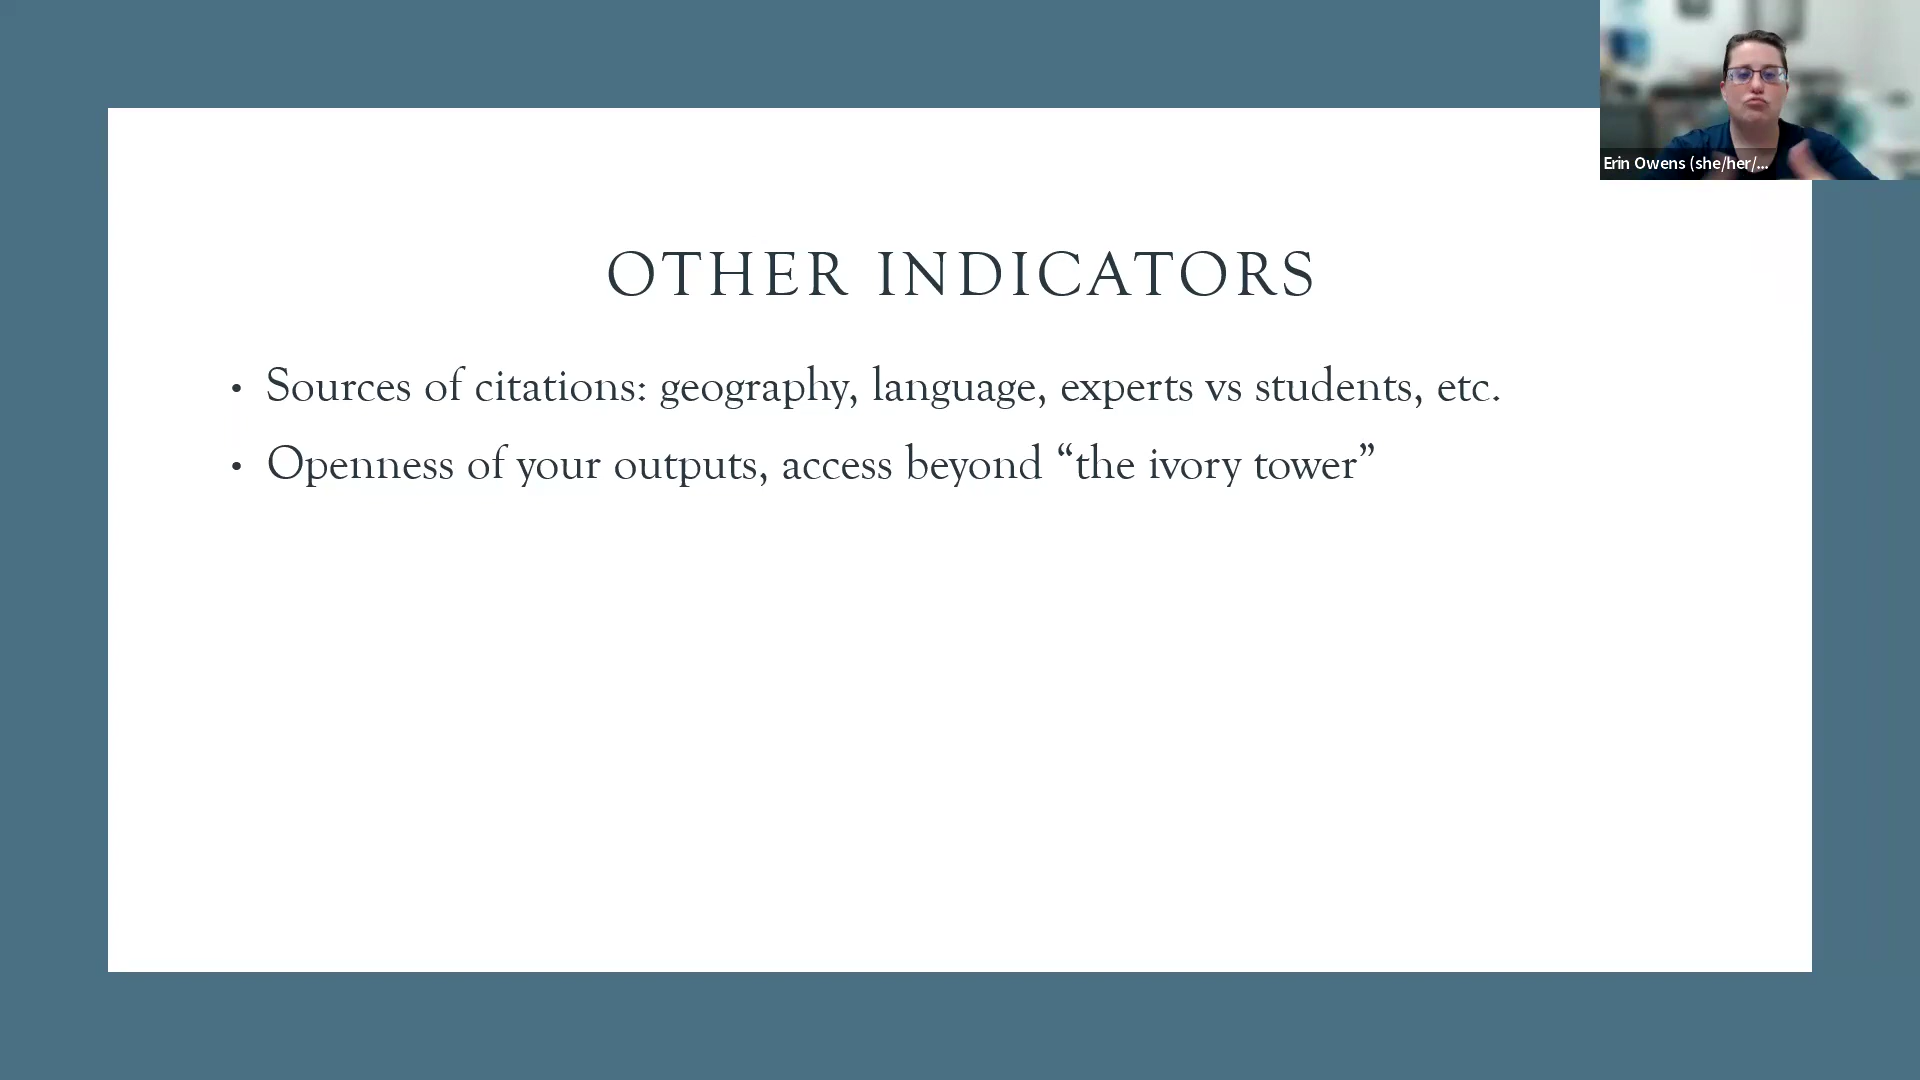 Erin Owens (she/her/...
OTHER INDICATORS
• Sources of citations: geography, language, experts vs students, etc.
• Openness of your outputs, access beyond “the ivory tower”